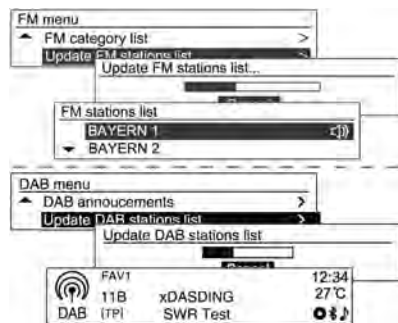 FM menu
FM category list >
Update FM stations list >
Update FM stations list...
FM stations list
BAYERN 1
BAYERN 2
DAB menu
DAB annoucements >
Update DAB stations list >
Update DAB stations list
FAV1 12:34
11B xDASDING 27°C
DAB [TP] SWR Test